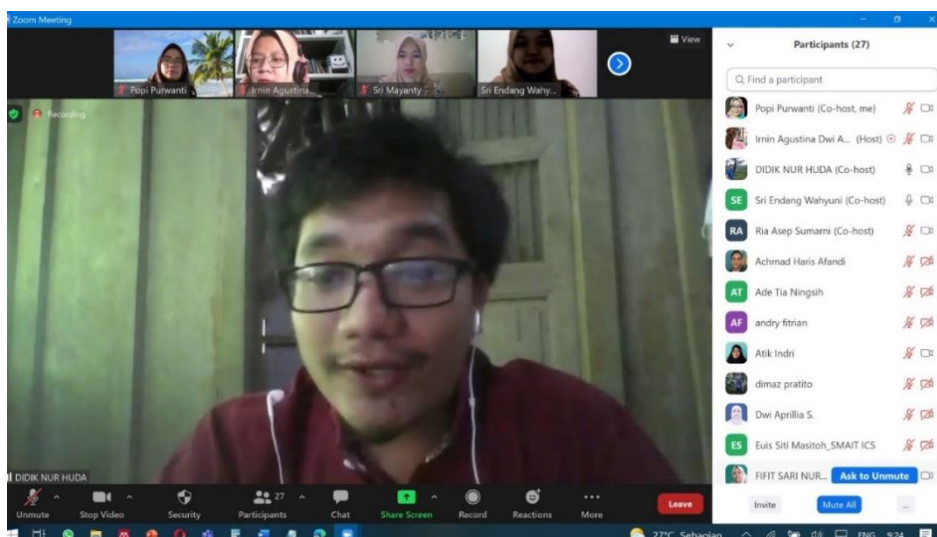 Zoom Meeting
View
Participants (27)
Popi Purwanti
Irnin Agustina...
Sri Mayanty
Sri Endang Wahy...
Find a participant
Recording
Popi Purwanti (Co-host, me)
Irnin Agustina Dwi A... (Host)
DIDIK NUR HUDA (Co-host)
SE Sri Endang Wahyuni (Co-host)
RA Ria Asep Sumarni (Co-host)
Achmad Haris Afandi
AT Ade Tia Ningsih
AF andry fitrian
Atik Indri
dimaz pratito
Dwi Aprillia S.
ES Euis Siti Masitoh_SMAIT ICS
FIFIT SARI NUR... Ask to Unmute
DIDIK NUR HUDA
27
Unmute Stop Video Security Participants Chat Share Screen Record Reactions More Leave
Invite Mute All ...
27°C Sebagian ENG 9:24